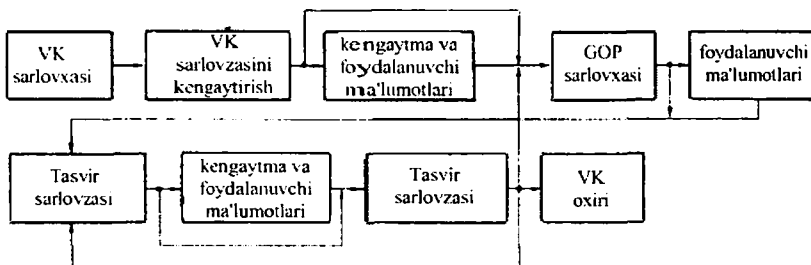 VK
sarlovxasi
VK
sarlovzasini
kengaytirish
kengaytma va
foydalanuvchi
ma'lumotlari
GOP
sarlovxasi
foydalanuvchi
ma'lumotlari
Tasvir
sarlovzasi
kengaytma va
foydalanuvchi
ma'lumotlari
Tasvir
sarlovzasi
VK
oxiri